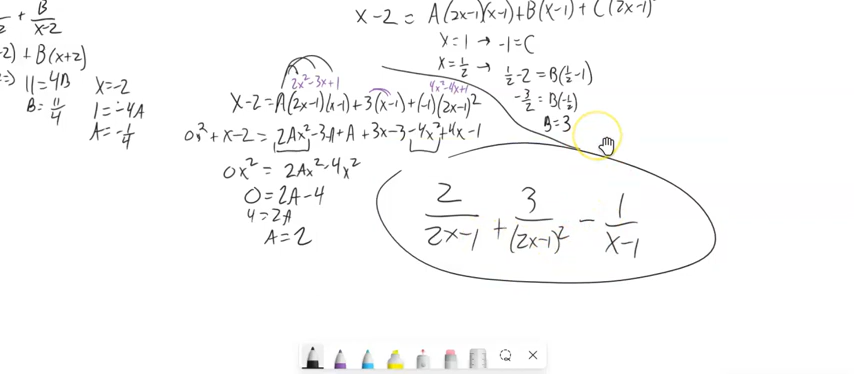 + B/(x-2)
x-2 = A(2x-1)(x-1) + B(x-1) + C(2x-1)
-2) + B(x+2)
11 = 4B
B = 11/4
x = -2
1 = -4A
A = -1/4
x = 1 → -1 = C
x = 1/2 → 1/2 - 2 = B(1/2 - 1)
-3/2 = B(-1/2)
B = 3
2x²-3x+1
4x²-4x+1
x-2 = A(2x-1)(x-1) + 3(x-1) + (-1)(2x-1)²
0x² + x-2 = 2Ax² - 3A + A + 3x - 3 - 4x² + 4x - 1
0x² = 2Ax² - 4x²
0 = 2A - 4
4 = 2A
A = 2
2/(2x-1) + 3/(2x-1)² - 1/(x-1)